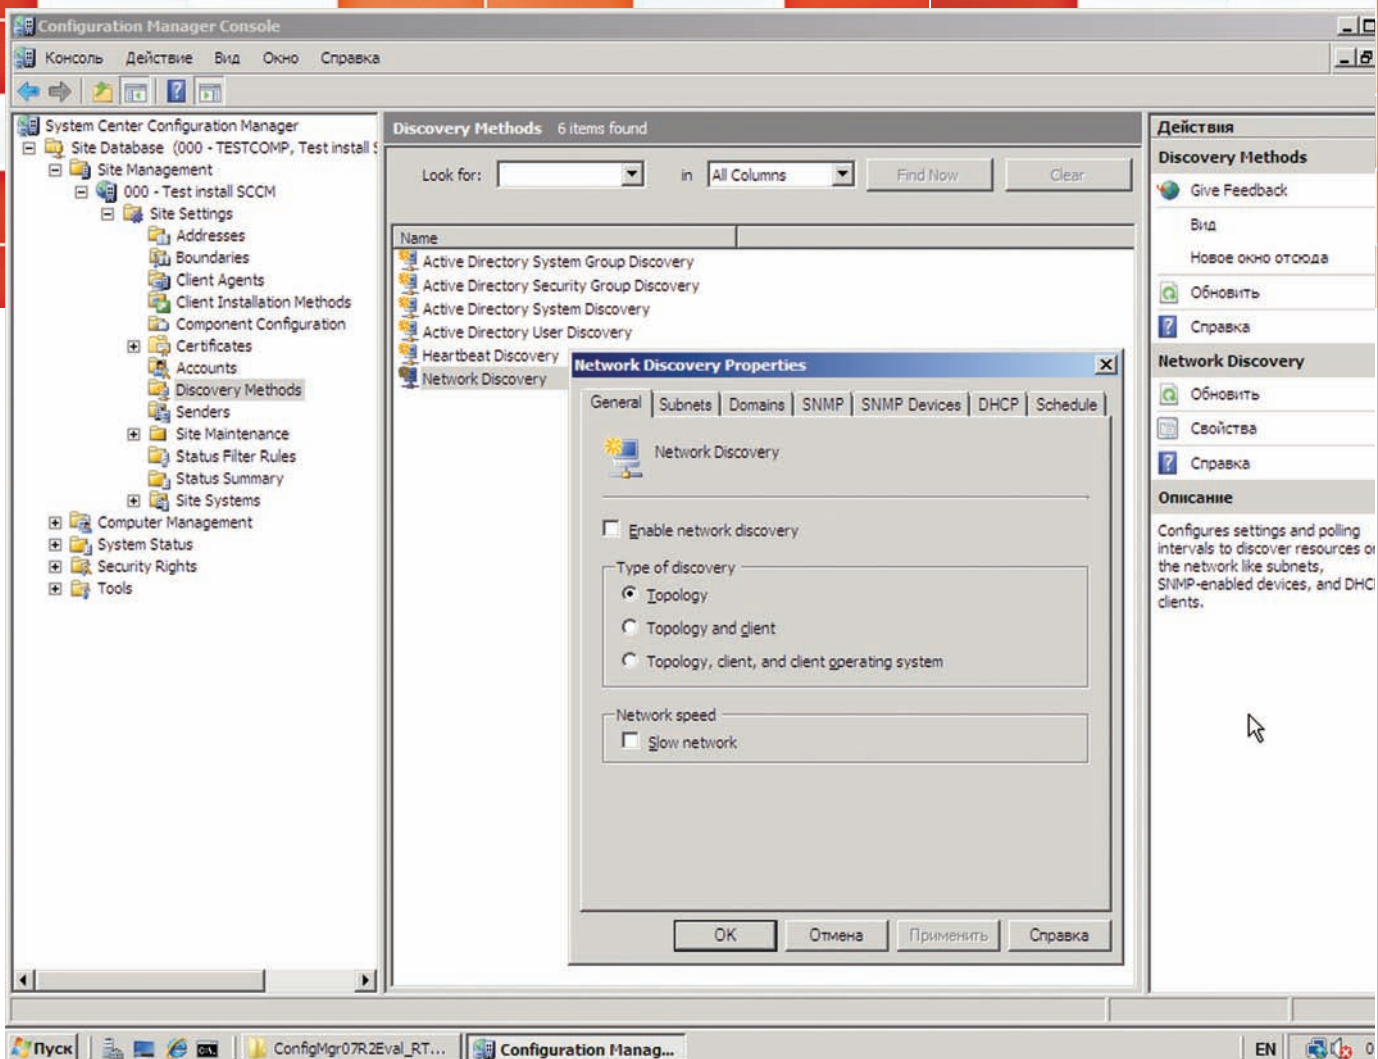 Configuration Manager Console
Консоль Действие Вид Окно Справка
System Center Configuration Manager
Site Database (000 - TESTCOMP, Test install
Site Management
000 - Test install SCCM
Site Settings
Addresses
Boundaries
Client Agents
Client Installation Methods
Component Configuration
Certificates
Accounts
Discovery Methods
Senders
Site Maintenance
Status Filter Rules
Status Summary
Site Systems
Computer Management
System Status
Security Rights
Tools
Discovery Methods 6 items found
Look for: in All Columns Find Now Clear
Name
Active Directory System Group Discovery
Active Directory Security Group Discovery
Active Directory System Discovery
Active Directory User Discovery
Heartbeat Discovery
Network Discovery
Network Discovery Properties
General Subnets Domains SNMP SNMP Devices DHCP Schedule
Network Discovery
Enable network discovery
Type of discovery
Topology
Topology and client
Topology, client, and client operating system
Network speed
Slow network
OK Отмена Применить Справка
Действия
Discovery Methods
Give Feedback
Вид
Новое окно отсюда
Обновить
Справка
Network Discovery
Обновить
Свойства
Справка
Описание
Configures settings and polling
intervals to discover resources
the network like subnets,
SNMP-enabled devices, and
clients.
Пуск ConfigMgr07R2Eval_RT... Configuration Manag... EN